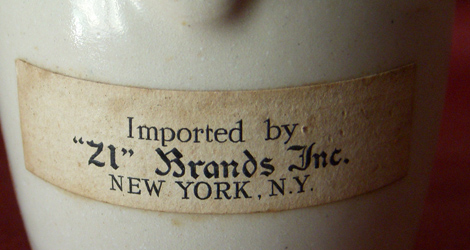 Imported by
"21" Brands Inc.
NEW YORK, N.Y.